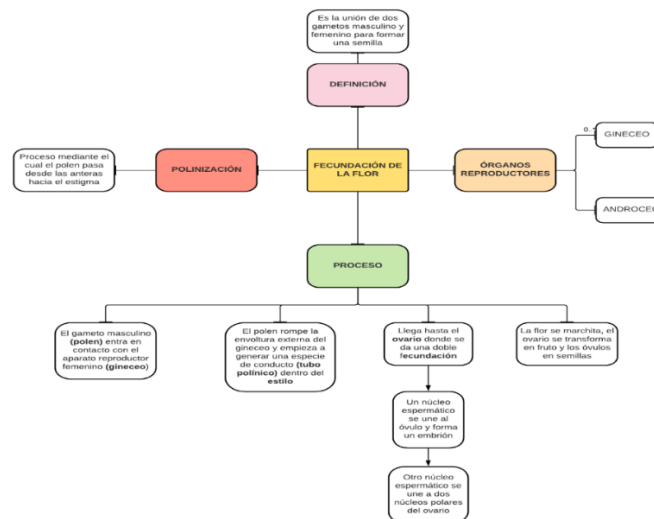 Es la unión de dos
gametos masculino y
femenino para formar
una semilla
DEFINICIÓN
Proceso mediante el
cual el polen pasa
desde las anteras
hacia el estigma
POLINIZACIÓN
FECUNDACIÓN DE
LA FLOR
ÓRGANOS
REPRODUCTORES
0..*
GINECEO
ANDROCEO
PROCESO
El gameto masculino
(polen) entra en
contacto con el
aparato reproductor
femenino (gineceo)
El polen rompe la
envoltura externa del
gineceo y empieza a
generar una especie
de conducto (tubo
polínico) dentro del
estilo
Llega hasta el
ovario donde se
da una doble
fecundación
La flor se marchita, el
ovario se transforma
en fruto y los óvulos
en semillas
Un núcleo
espermático
se une al
óvulo y forma
un embrión
Otro núcleo
espermático se
une a dos
núcleos polares
del ovario